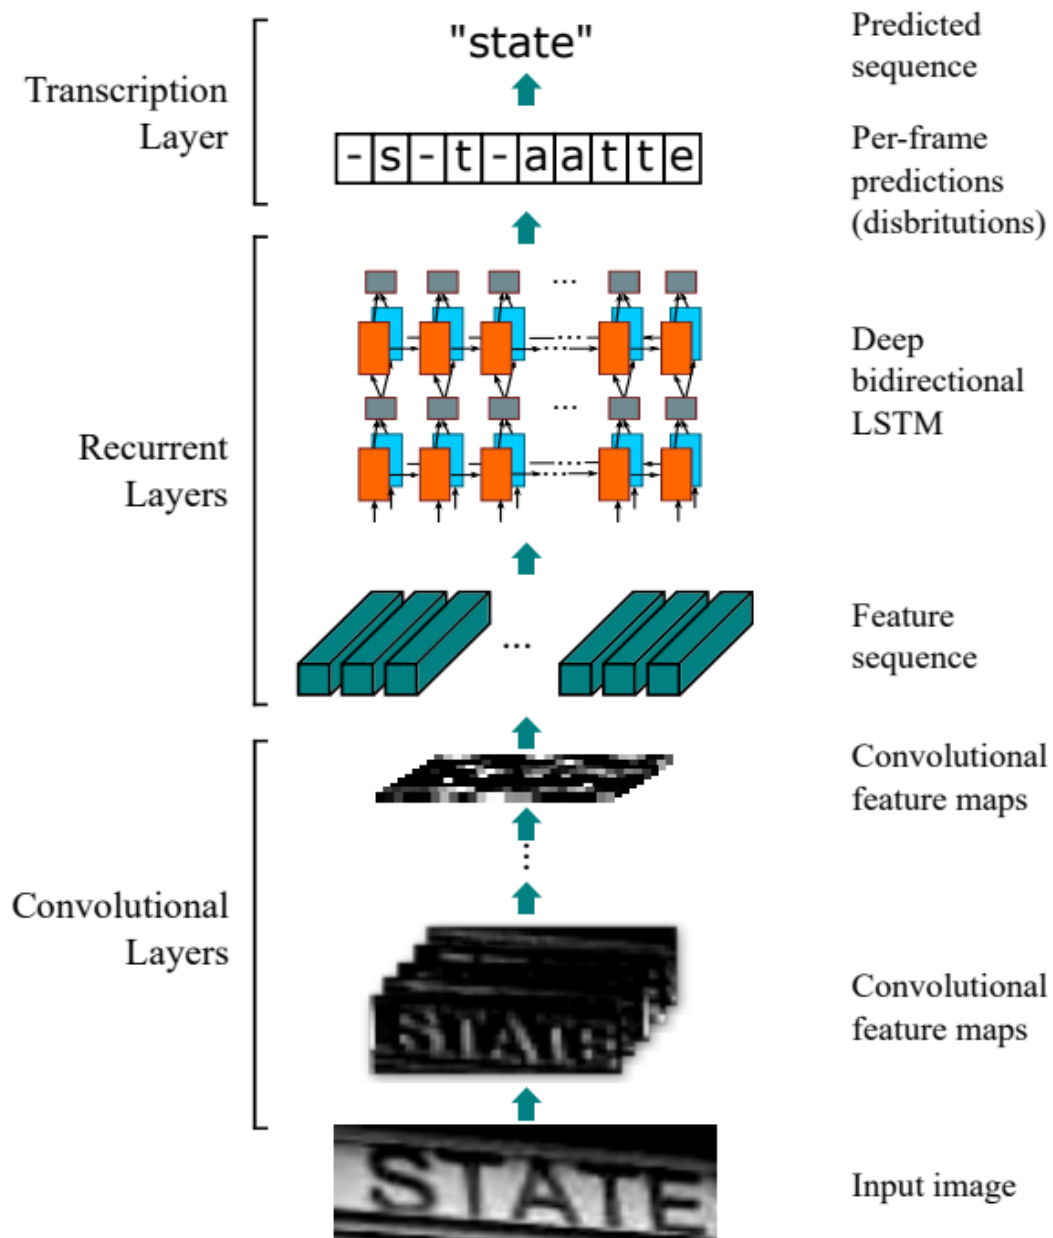 "state"
Predicted
sequence
Transcription
Layer
-s-t-aatte
Per-frame
predictions
(disbritutions)
...
Deep
bidirectional
LSTM
...
Recurrent
Layers
...
Feature
sequence
Convolutional
feature maps
...
Convolutional
Layers
STATE
Convolutional
feature maps
STATE
Input image